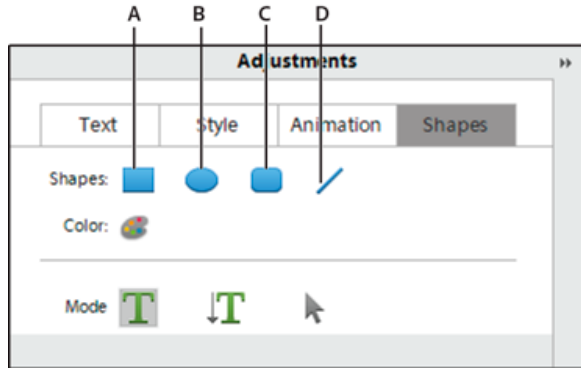 A B C D
Adjustments
Text Style Animation Shapes
Shapes:
Color:
Mode T T